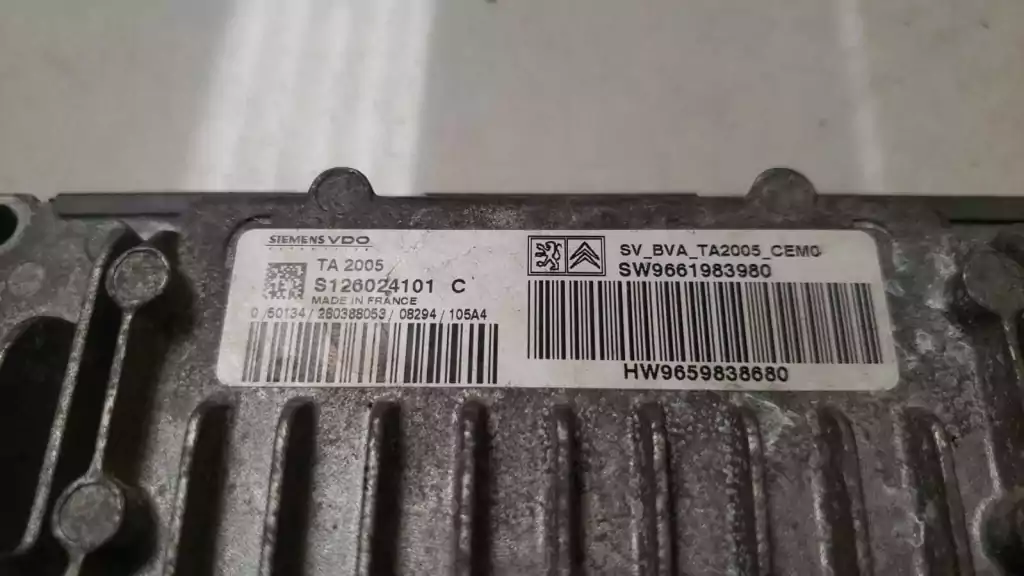 SIEMENS VDO
TA 2005
S126024101 C
MADE IN FRANCE
0/50134/280388053/08294/105A4
SV_BVA_TA2005_CEM0
SW9661983980
HW9659838680